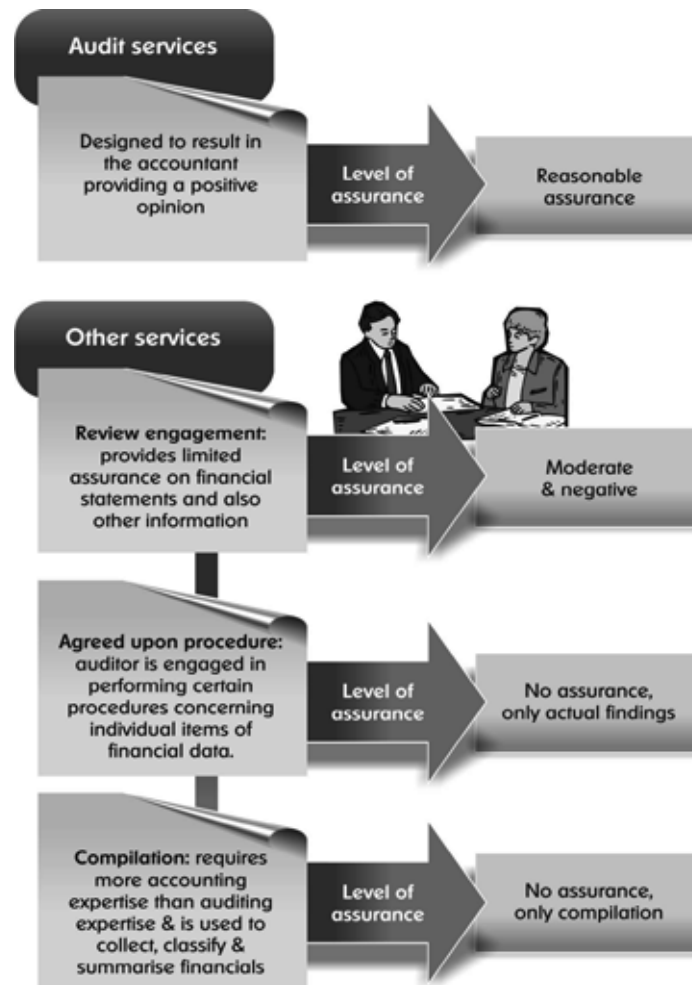 Audit services
Designed to result in
the accountant
providing a positive
opinion
Level of
assurance
Reasonable
assurance
Other services
Review engagement:
provides limited
assurance on financial
statements and also
other information
Level of
assurance
Moderate
& negative
Agreed upon procedure:
auditor is engaged in
performing certain
procedures concerning
individual items of
financial data.
Level of
assurance
No assurance,
only actual findings
Compilation: requires
more accounting
expertise than auditing
expertise & is used to
collect, classify &
summarise financials
Level of
assurance
No assurance,
only compilation